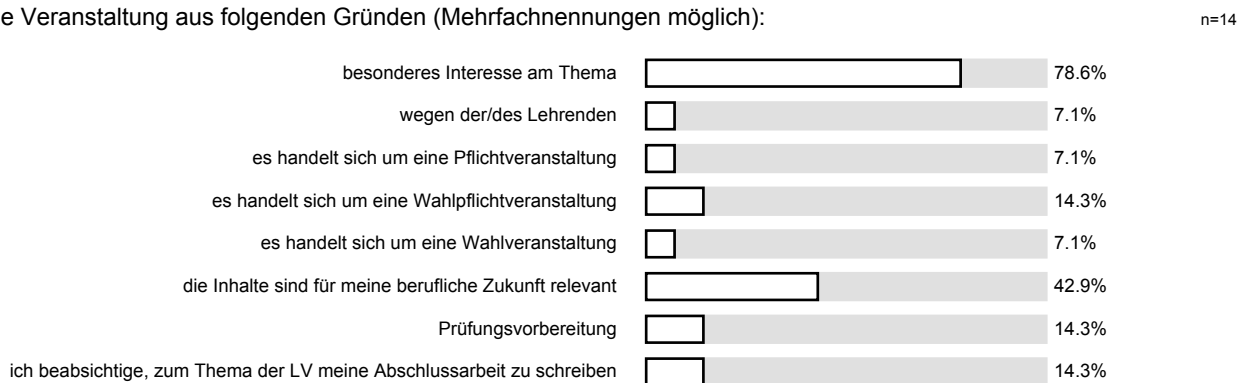 e Veranstaltung aus folgenden Gründen (Mehrfachnennungen möglich): n=14
besonderes Interesse am Thema 78.6%
wegen der/des Lehrenden 7.1%
es handelt sich um eine Pflichtveranstaltung 7.1%
es handelt sich um eine Wahlpflichtveranstaltung 14.3%
es handelt sich um eine Wahlveranstaltung 7.1%
die Inhalte sind für meine berufliche Zukunft relevant 42.9%
Prüfungsvorbereitung 14.3%
ich beabsichtige, zum Thema der LV meine Abschlussarbeit zu schreiben 14.3%